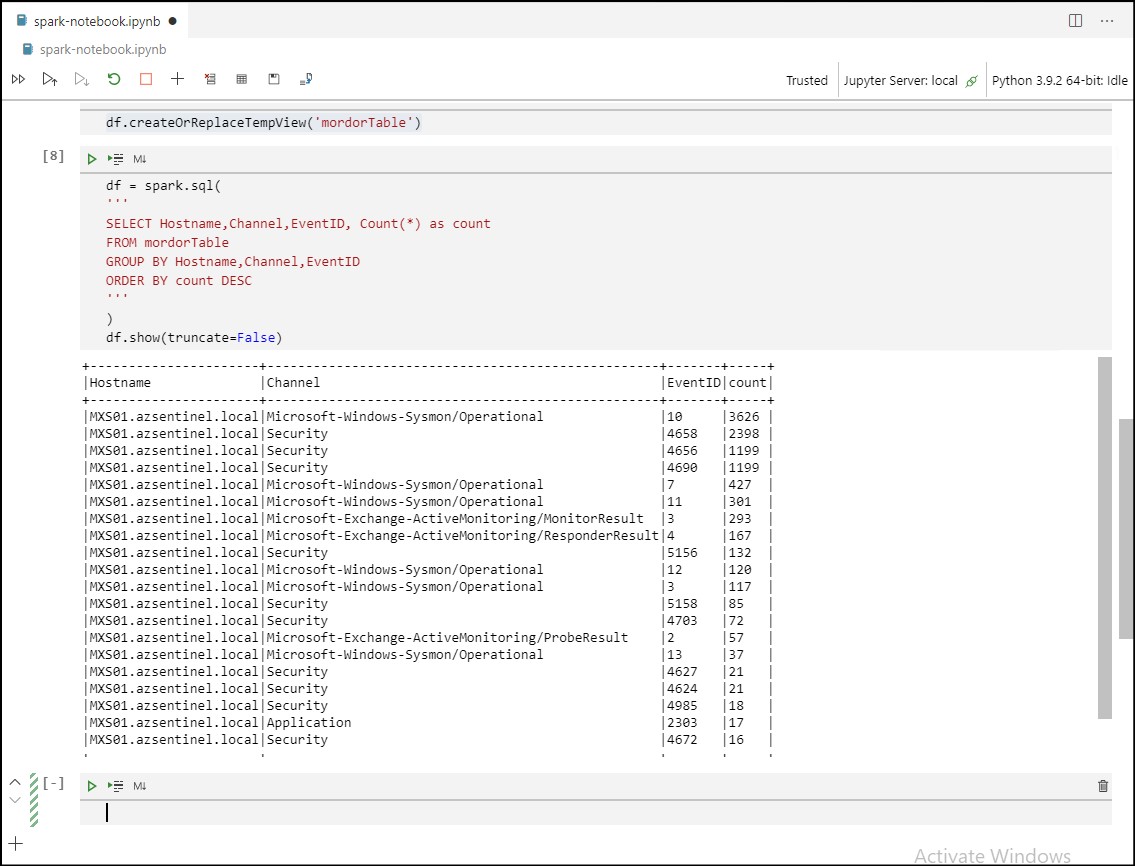 spark-notebook.ipynb ●
spark-notebook.ipynb
Trusted Jupyter Server: local Python 3.9.2 64-bit: Idle
df.createOrReplaceTempView('mordorTable')
[8]
M↓
df = spark.sql(
'''
SELECT Hostname,Channel,EventID, Count(*) as count
FROM mordorTable
GROUP BY Hostname,Channel,EventID
ORDER BY count DESC
'''
)
df.show(truncate=False)
+----------------------+---------------------------------------------------+-------+-----+
|Hostname              |Channel                                            |EventID|count|
+----------------------+---------------------------------------------------+-------+-----+
|MXS01.azsentinel.local|Microsoft-Windows-Sysmon/Operational               |10     |3626 |
|MXS01.azsentinel.local|Security                                           |4658   |2398 |
|MXS01.azsentinel.local|Security                                           |4656   |1199 |
|MXS01.azsentinel.local|Security                                           |4690   |1199 |
|MXS01.azsentinel.local|Microsoft-Windows-Sysmon/Operational               |7      |427  |
|MXS01.azsentinel.local|Microsoft-Windows-Sysmon/Operational               |11     |301  |
|MXS01.azsentinel.local|Microsoft-Exchange-ActiveMonitoring/MonitorResult  |3      |293  |
|MXS01.azsentinel.local|Microsoft-Exchange-ActiveMonitoring/ResponderResult|4      |167  |
|MXS01.azsentinel.local|Security                                           |5156   |132  |
|MXS01.azsentinel.local|Microsoft-Windows-Sysmon/Operational               |12     |120  |
|MXS01.azsentinel.local|Microsoft-Windows-Sysmon/Operational               |3      |117  |
|MXS01.azsentinel.local|Security                                           |5158   |85   |
|MXS01.azsentinel.local|Security                                           |4703   |72   |
|MXS01.azsentinel.local|Microsoft-Exchange-ActiveMonitoring/ProbeResult    |2      |57   |
|MXS01.azsentinel.local|Microsoft-Windows-Sysmon/Operational               |13     |37   |
|MXS01.azsentinel.local|Security                                           |4627   |21   |
|MXS01.azsentinel.local|Security                                           |4624   |21   |
|MXS01.azsentinel.local|Security                                           |4985   |18   |
|MXS01.azsentinel.local|Application                                        |2303   |17   |
|MXS01.azsentinel.local|Security                                           |4672   |16   |
[-]
M↓
Activate Windows